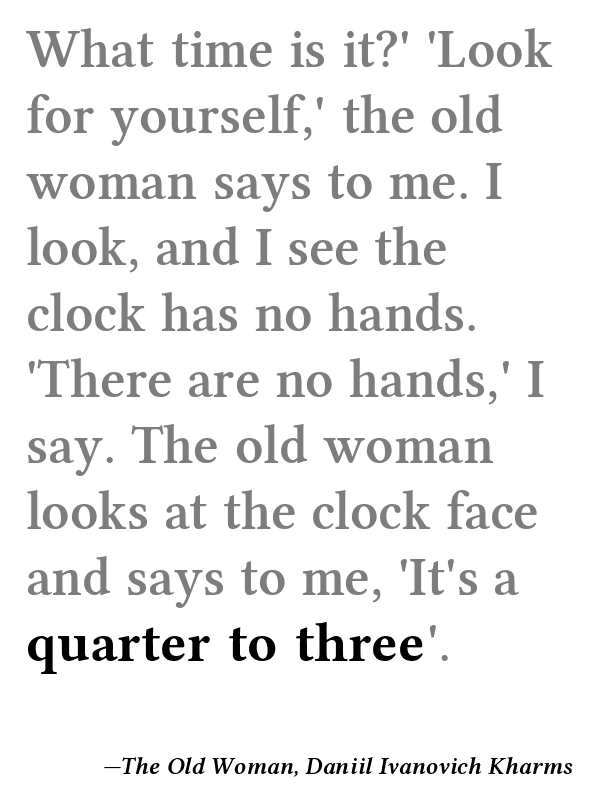 What time is it?' 'Look
for yourself,' the old
woman says to me. I
look, and I see the
clock has no hands.
'There are no hands,' I
say. The old woman
looks at the clock face
and says to me, 'It's a
quarter to three'.
—The Old Woman, Daniil Ivanovich Kharms